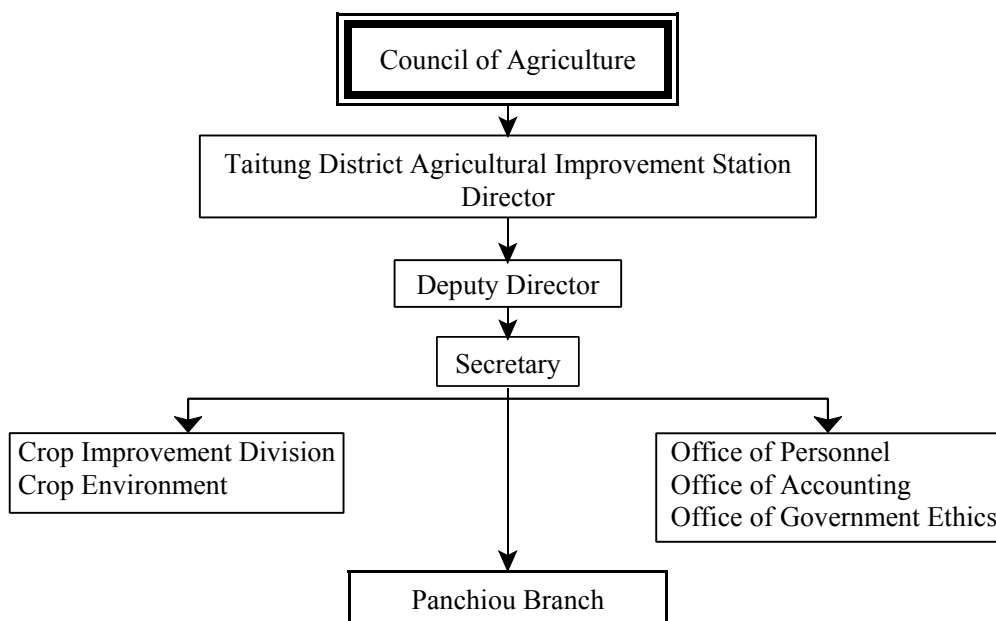 Council of Agriculture
Taitung District Agricultural Improvement Station
Director
Deputy Director
Secretary
Crop Improvement Division
Crop Environment
Office of Personnel
Office of Accounting
Office of Government Ethics
Panchiou Branch